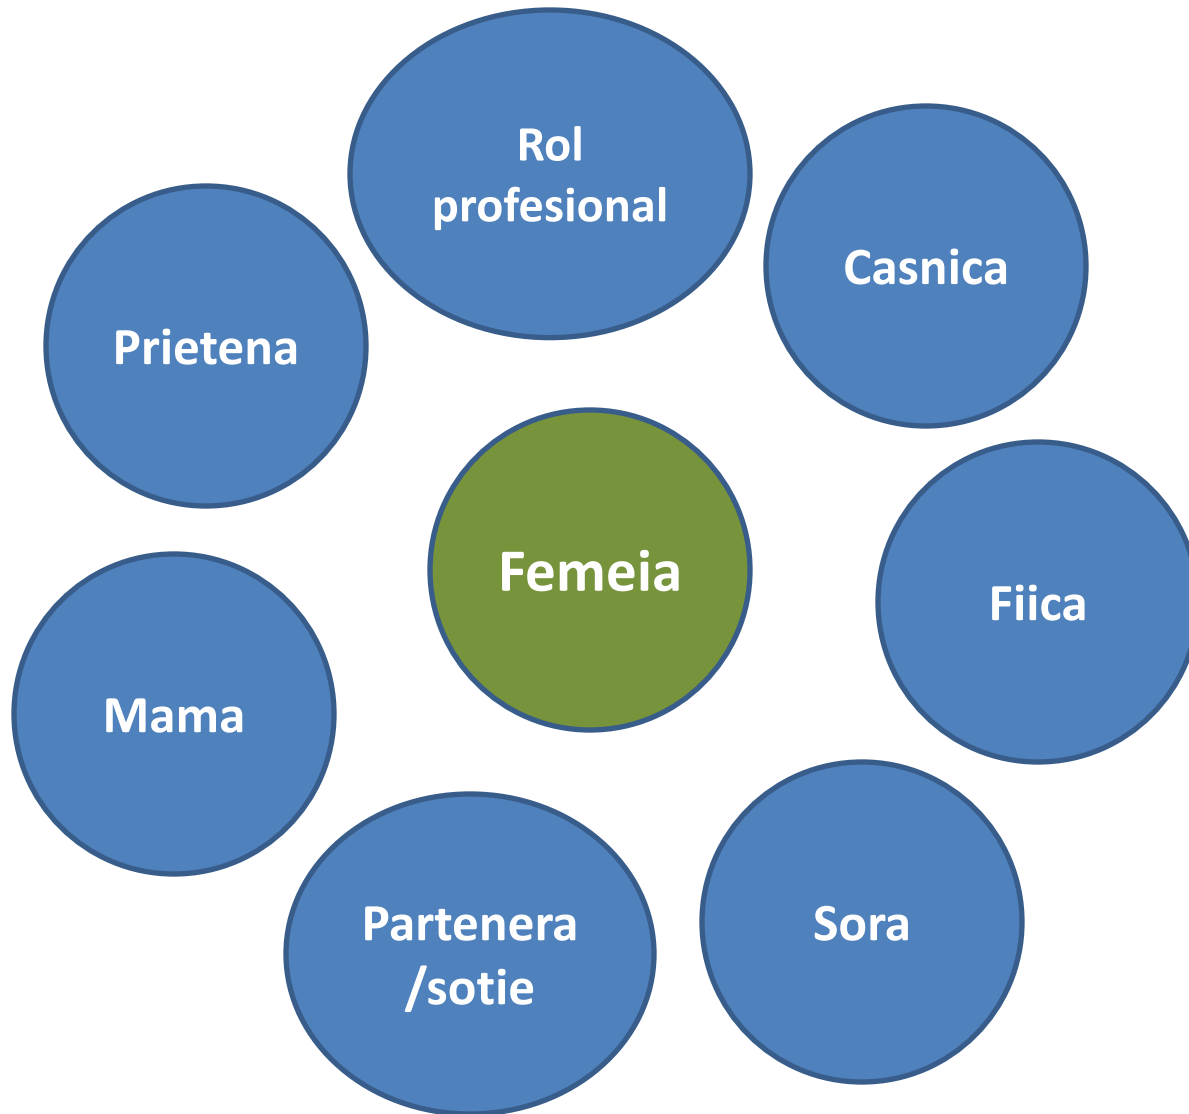 Rol
profesional
Casnica
Prietena
Femeia
Fiica
Mama
Partenera
/sotie
Sora